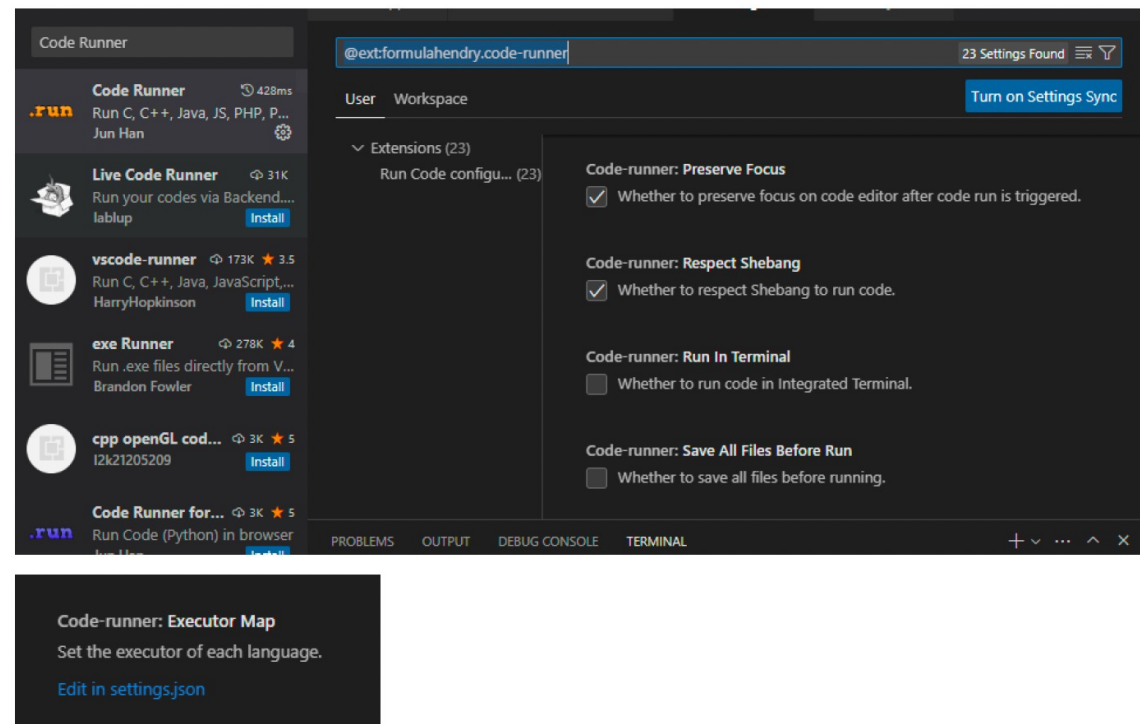 Code Runner
Code Runner 428ms
.run
Run C, C++, Java, JS, PHP, P...
Jun Han
Live Code Runner 31K
Run your codes via Backend....
lablup Install
vscode-runner 173K ★ 3.5
Run C, C++, Java, JavaScript,...
HarryHopkinson Install
exe Runner 278K ★ 4
Run .exe files directly from V...
Brandon Fowler Install
cpp openGL cod... 3K ★ 5
l2k21205209 Install
Code Runner for... 3K ★ 5
.run
Run Code (Python) in browser
Jun Han Install
@ext:formulahendry.code-runner
23 Settings Found
User Workspace
Turn on Settings Sync
Extensions (23)
Run Code configu... (23)
Code-runner: Preserve Focus
Whether to preserve focus on code editor after code run is triggered.
Code-runner: Respect Shebang
Whether to respect Shebang to run code.
Code-runner: Run In Terminal
Whether to run code in Integrated Terminal.
Code-runner: Save All Files Before Run
Whether to save all files before running.
PROBLEMS OUTPUT DEBUG CONSOLE TERMINAL
Code-runner: Executor Map
Set the executor of each language.
Edit in settings.json